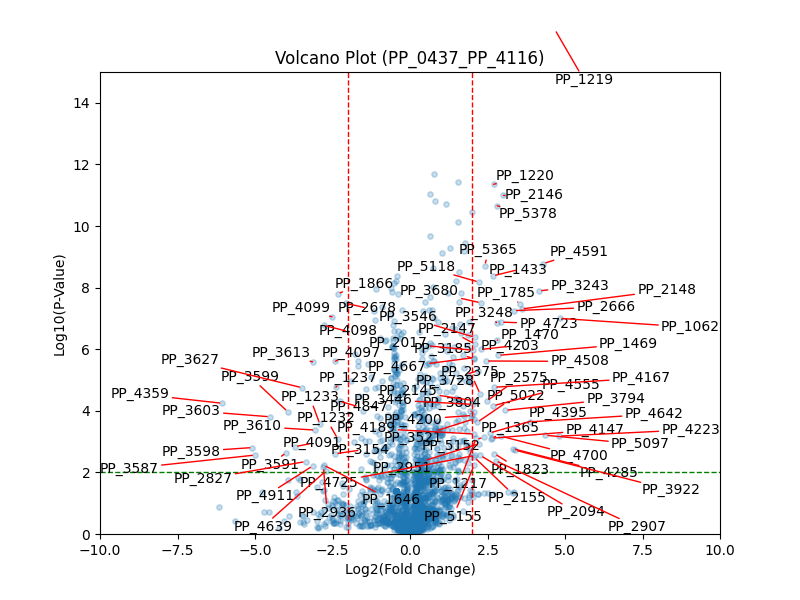 Volcano Plot (PP_0437_PP_4116)
PP_1219
PP_1220
PP_2146
PP_5378
PP_5365
PP_4591
PP_5118
PP_1433
PP_1866
PP_3680
PP_1785
PP_3243
PP_2148
PP_4099
PP_2678
PP_3546
PP_3248
PP_2666
PP_4098
PP_2147
PP_4723
PP_1062
PP_1470
PP_2017
PP_3185
PP_4203
PP_1469
PP_3627
PP_3613
PP_4097
PP_4667
PP_4508
PP_3599
PP_1237
PP_3728
PP_2375
PP_2575
PP_4555
PP_4167
PP_4359
PP_1233
PP_2145
PP_5022
PP_3794
PP_3603
PP_4847
PP_3446
PP_3804
PP_3610
PP_1232
PP_4189
PP_4200
PP_1365
PP_4395
PP_4147
PP_4642
PP_4223
PP_3598
PP_4091
PP_3154
PP_3521
PP_5152
PP_5097
PP_3587
PP_3591
PP_2951
PP_1823
PP_4700
PP_2827
PP_4725
PP_1217
PP_4285
PP_4911
PP_1646
PP_2155
PP_3922
PP_4639
PP_2936
PP_5155
PP_2094
PP_2907
Log10(P-Value)
14
12
10
8
6
4
2
0
−10.0 −7.5 −5.0 −2.5 0.0 2.5 5.0 7.5 10.0
Log2(Fold Change)